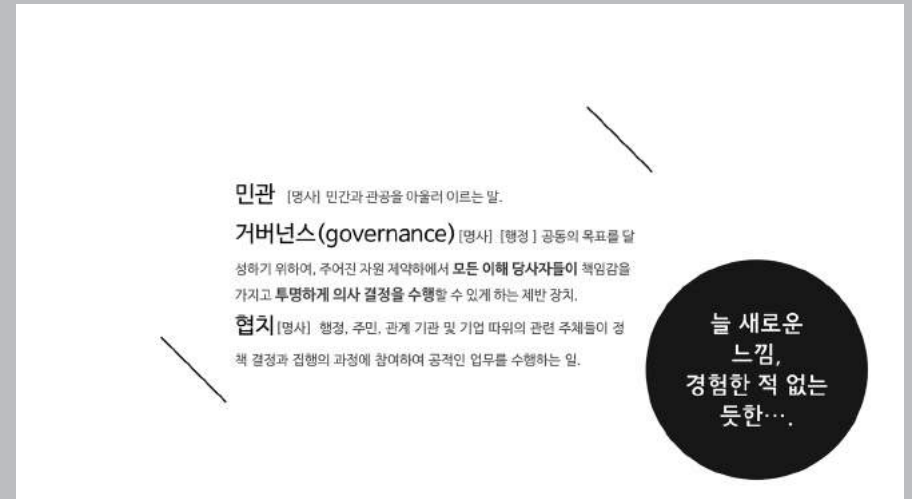 민관 [명사] 민간과 관공을 아울러 이르는 말.
거버넌스(governance) [명사] [행정 ] 공동의 목표를 달
성하기 위하여, 주어진 자원 제약하에서 모든 이해 당사자들이 책임감을
가지고 투명하게 의사 결정을 수행할 수 있게 하는 제반 장치.
협치[명사] 행정, 주민, 관계 기관 및 기업 따위의 관련 주체들이 정
책 결정과 집행의 과정에 참여하여 공적인 업무를 수행하는 일.
늘 새로운
느낌,
경험한 적 없는
듯한….